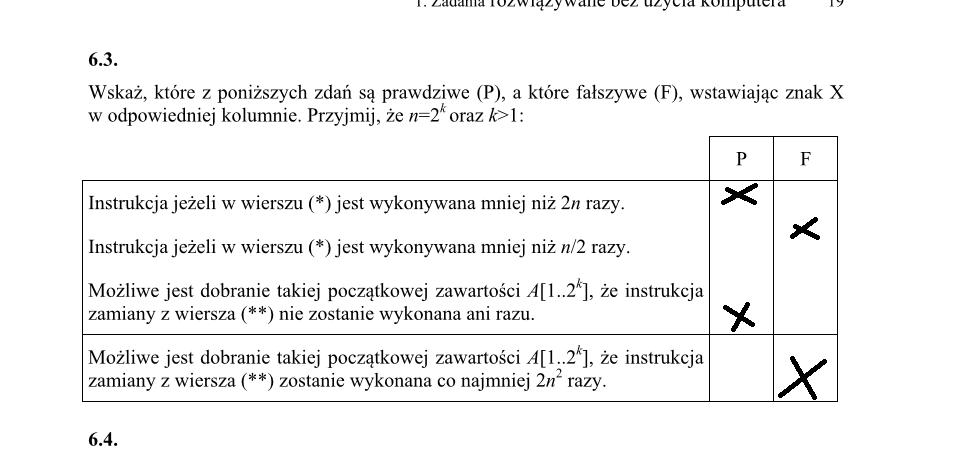 1. Zadania rozwiązywane bez użycia komputera 19
6.3.
Wskaż, które z poniższych zdań są prawdziwe (P), a które fałszywe (F), wstawiając znak X
w odpowiedniej kolumnie. Przyjmij, że n=2^k oraz k>1:
P F
Instrukcja jeżeli w wierszu (*) jest wykonywana mniej niż 2n razy. X
Instrukcja jeżeli w wierszu (*) jest wykonywana mniej niż n/2 razy. X
Możliwe jest dobranie takiej początkowej zawartości A[1..2^k], że instrukcja
zamiany z wiersza (**) nie zostanie wykonana ani razu. X
Możliwe jest dobranie takiej początkowej zawartości A[1..2^k], że instrukcja
zamiany z wiersza (**) zostanie wykonana co najmniej 2n² razy. X
6.4.